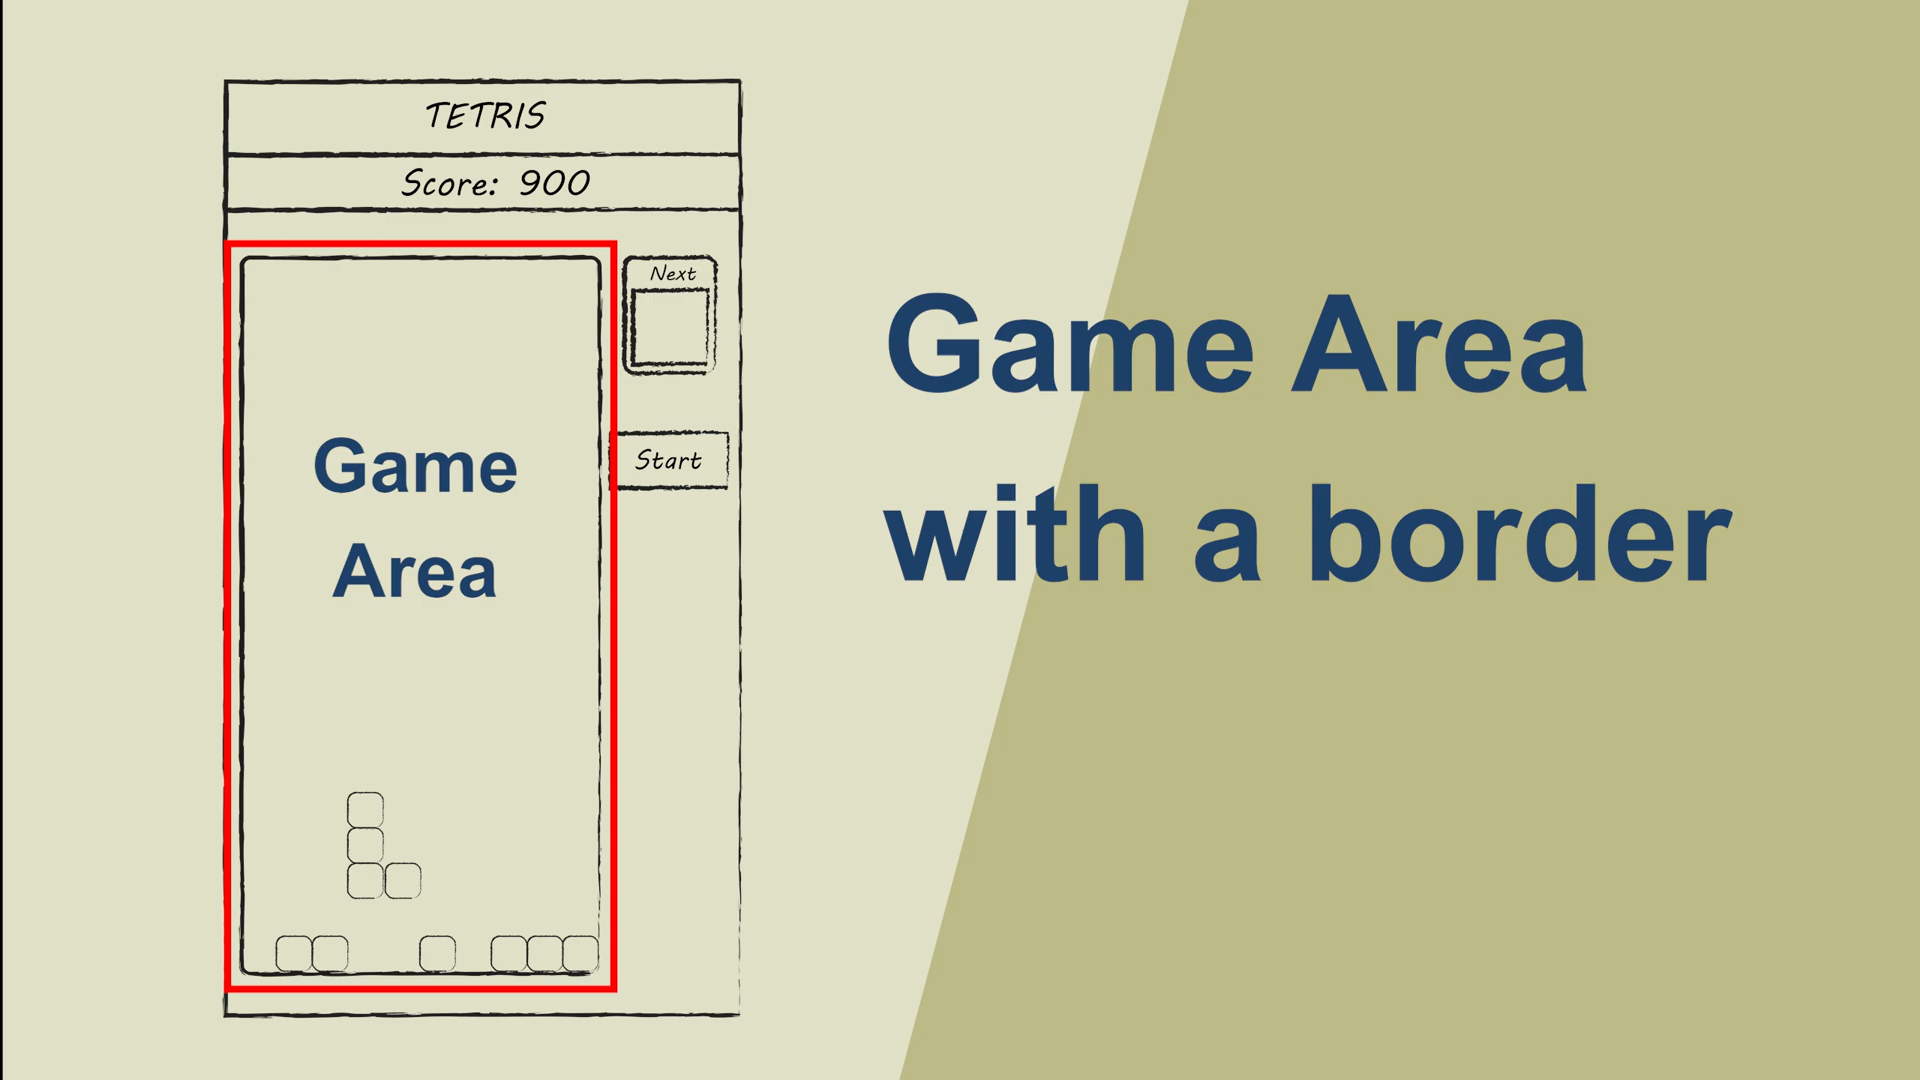 TETRIS
Score: 900
Next
Start
Game
Area
Game Area
with a border